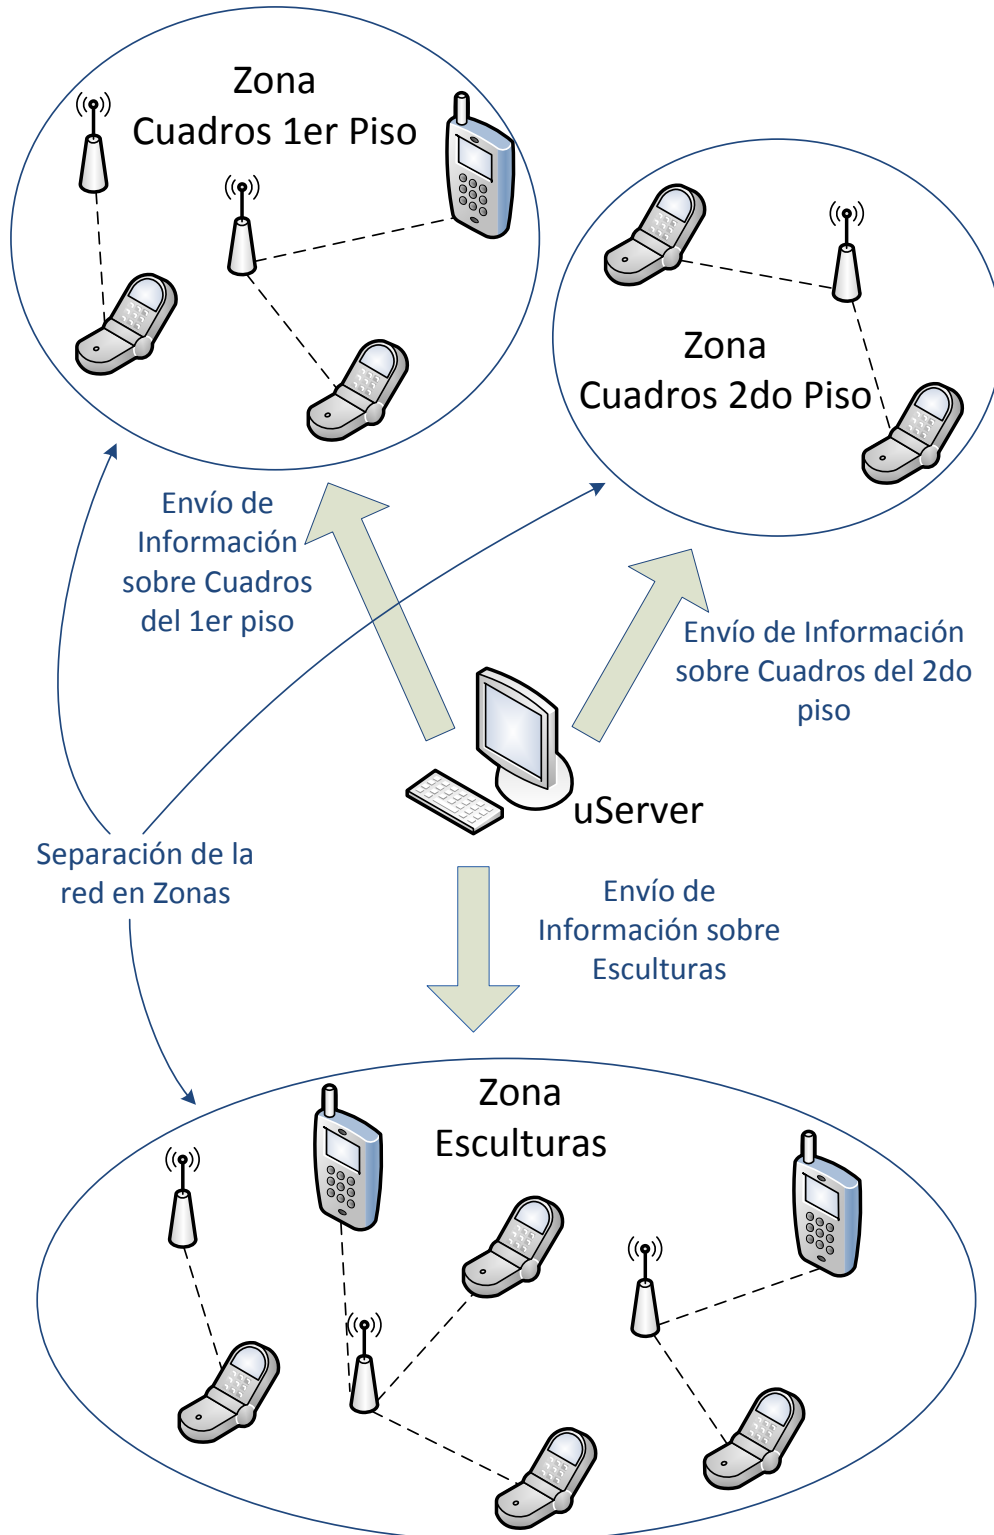 Zona
Cuadros 1er Piso
Zona
Cuadros 2do Piso
Envío de
Información
sobre Cuadros
del 1er piso
Envío de Información
sobre Cuadros del 2do
piso
uServer
Separación de la
red en Zonas
Envío de
Información sobre
Esculturas
Zona
Esculturas